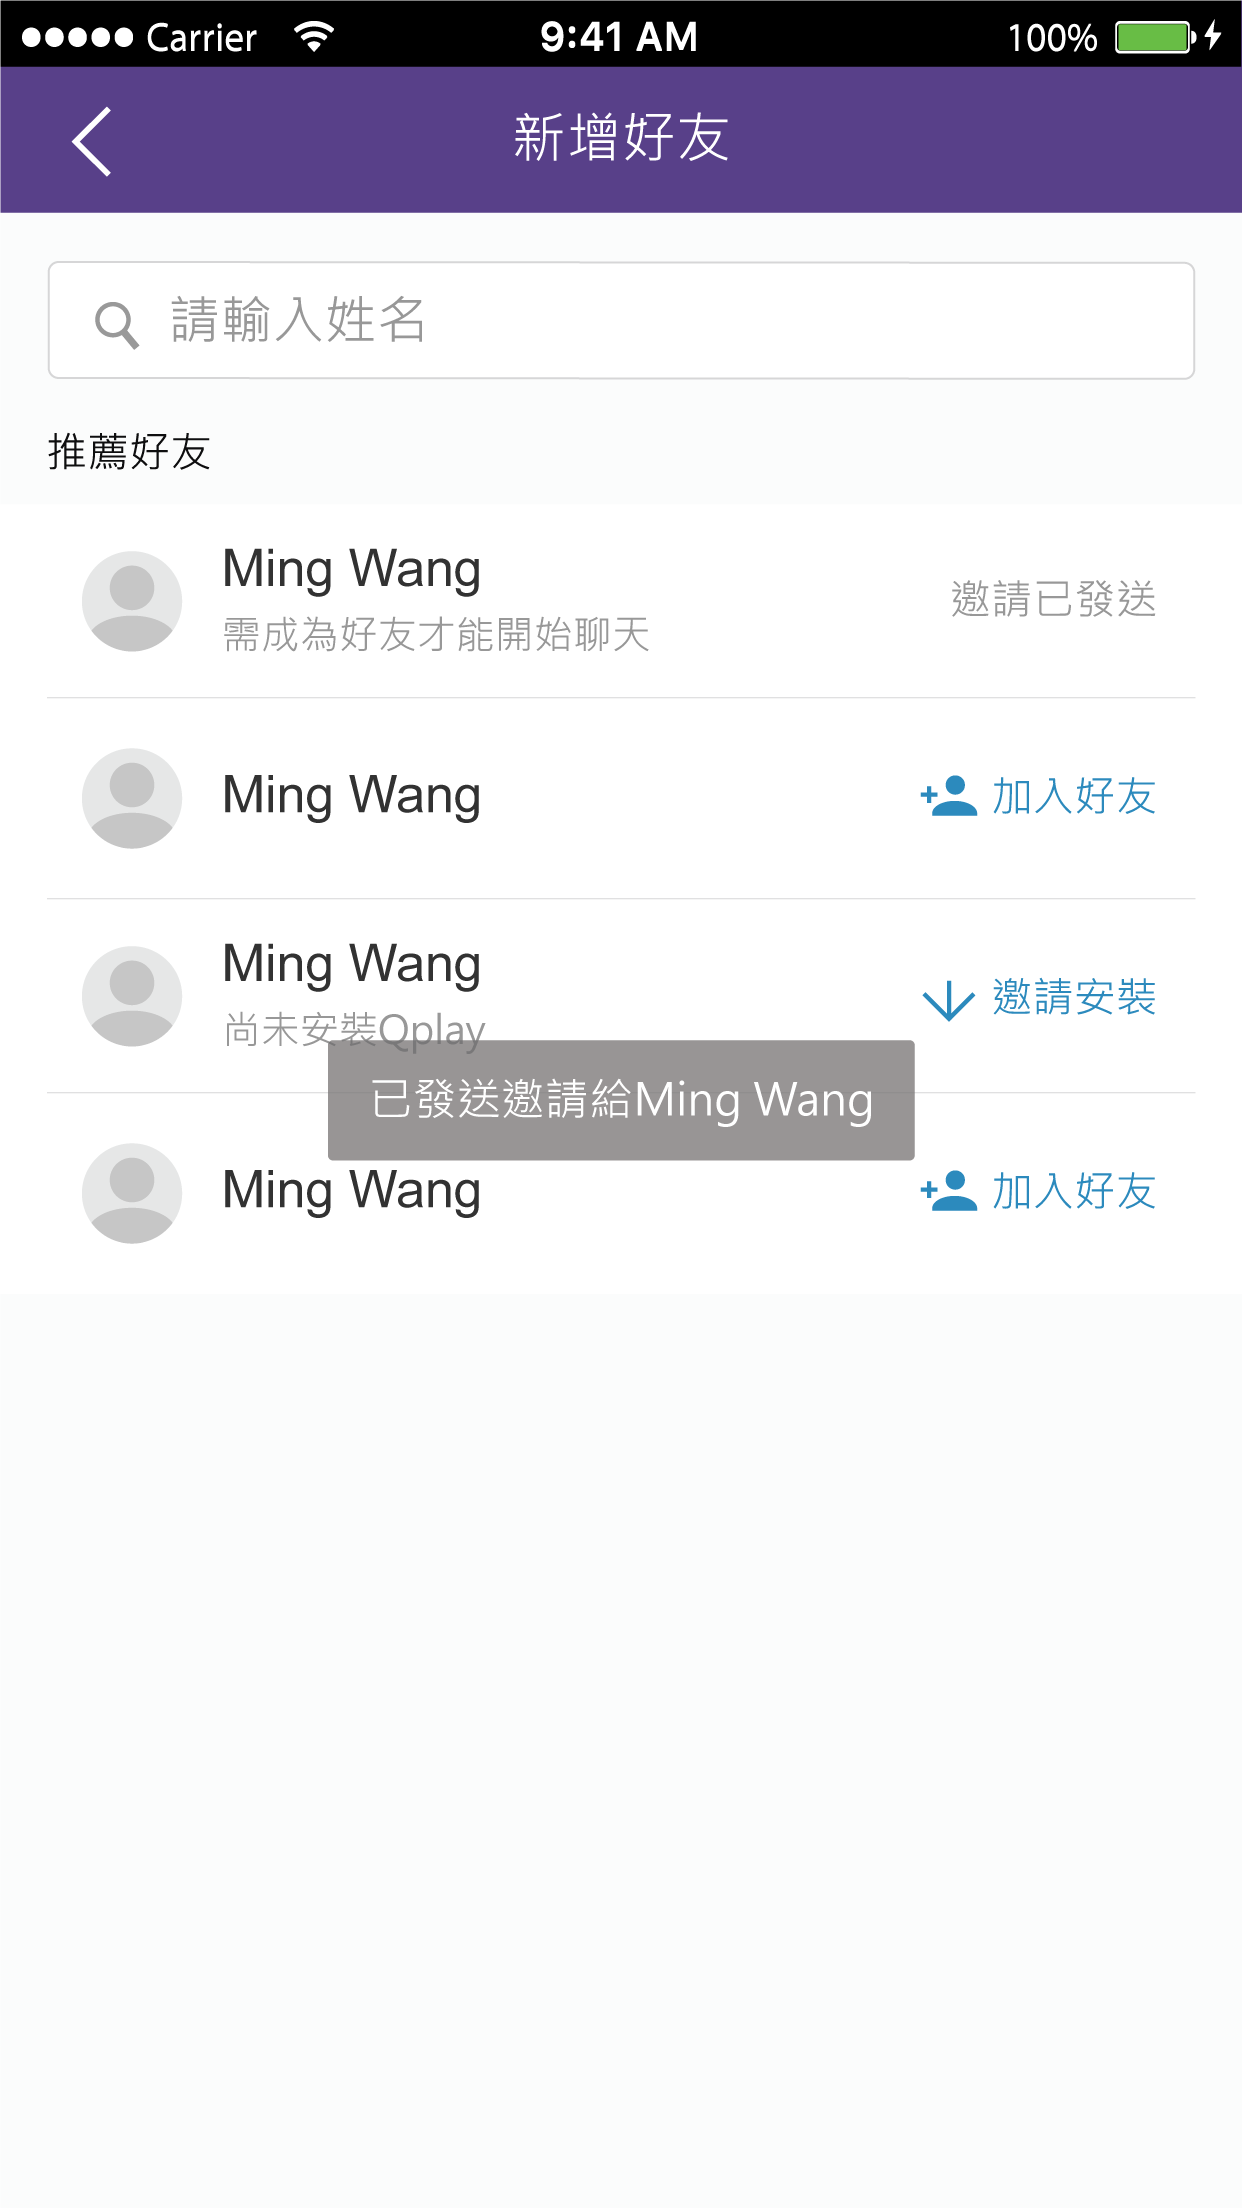 Carrier 9:41 AM 100%
新增好友
請輸入姓名
推薦好友
Ming Wang
需成為好友才能開始聊天
邀請已發送
Ming Wang
加入好友
Ming Wang
尚未安裝Qplay
邀請安裝
已發送邀請給Ming Wang
Ming Wang
加入好友